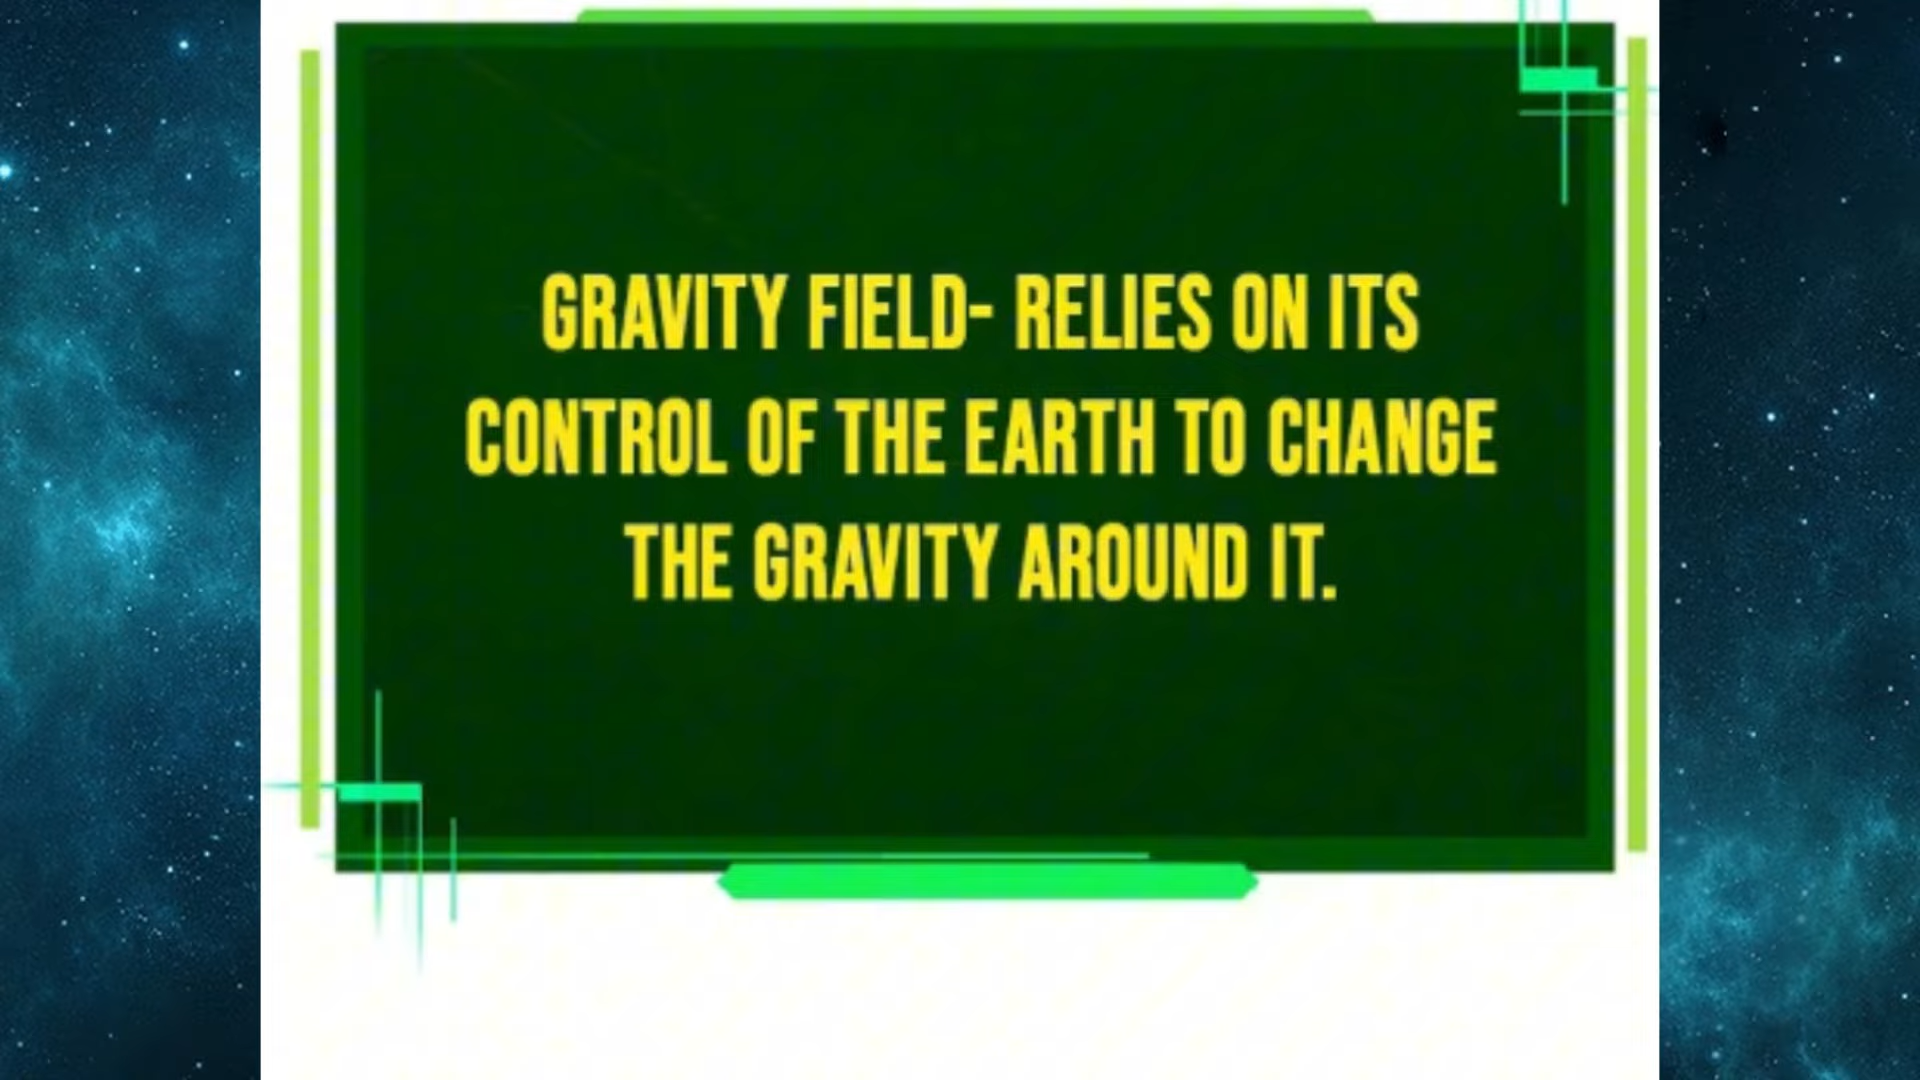 GRAVITY FIELD- RELIES ON ITS
CONTROL OF THE EARTH TO CHANGE
THE GRAVITY AROUND IT.